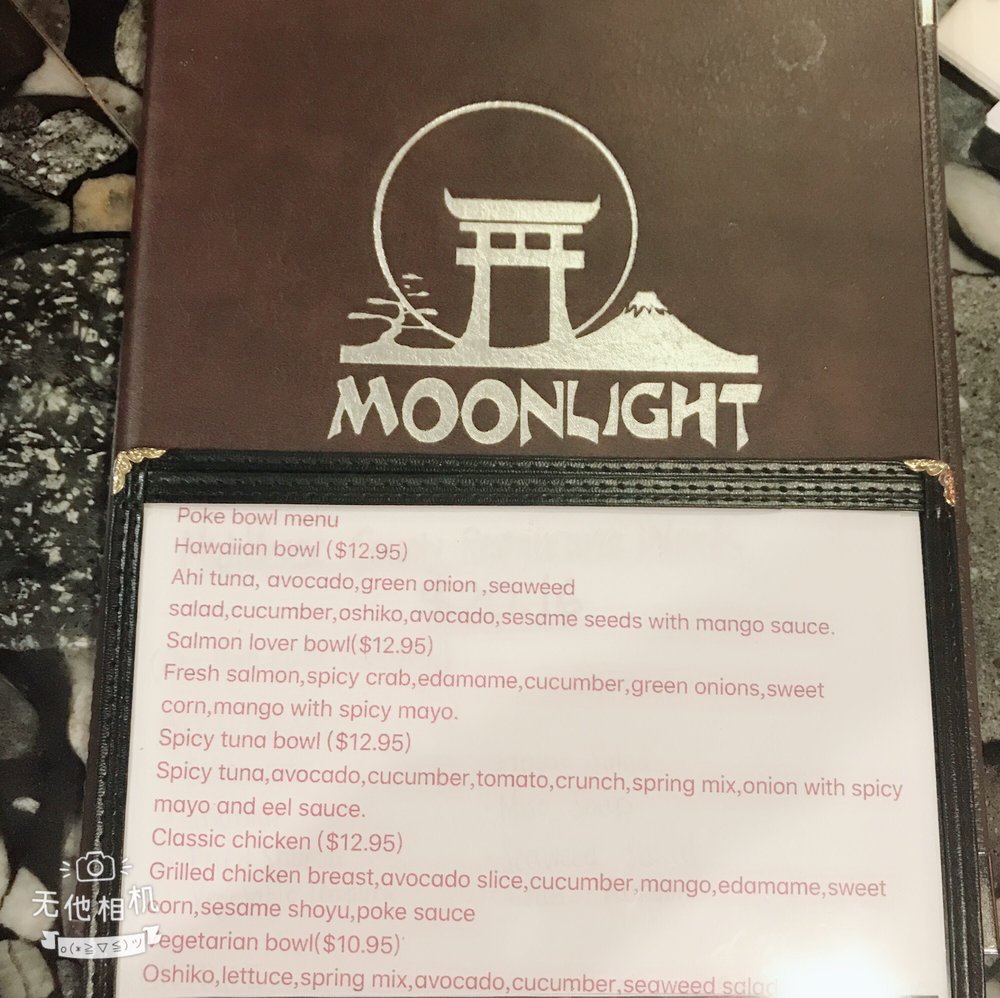 MOONLIGHT
Poke bowl menu
Hawaiian bowl ($12.95)
Ahi tuna, avocado,green onion ,seaweed
salad,cucumber,oshiko,avocado,sesame seeds with mango sauce.
Salmon lover bowl($12.95)
Fresh salmon,spicy crab,edamame,cucumber,green onions,sweet
corn,mango with spicy mayo.
Spicy tuna bowl ($12.95)
Spicy tuna,avocado,cucumber,tomato,crunch,spring mix,onion with spicy
mayo and eel sauce.
Classic chicken ($12.95)
Grilled chicken breast,avocado slice,cucumber,mango,edamame,sweet
corn,sesame shoyu,poke sauce
vegetarian bowl($10.95)
Oshiko,lettuce,spring mix,avocado,cucumber,seaweed salad
无他相机
o(*≧▽≦)ツ